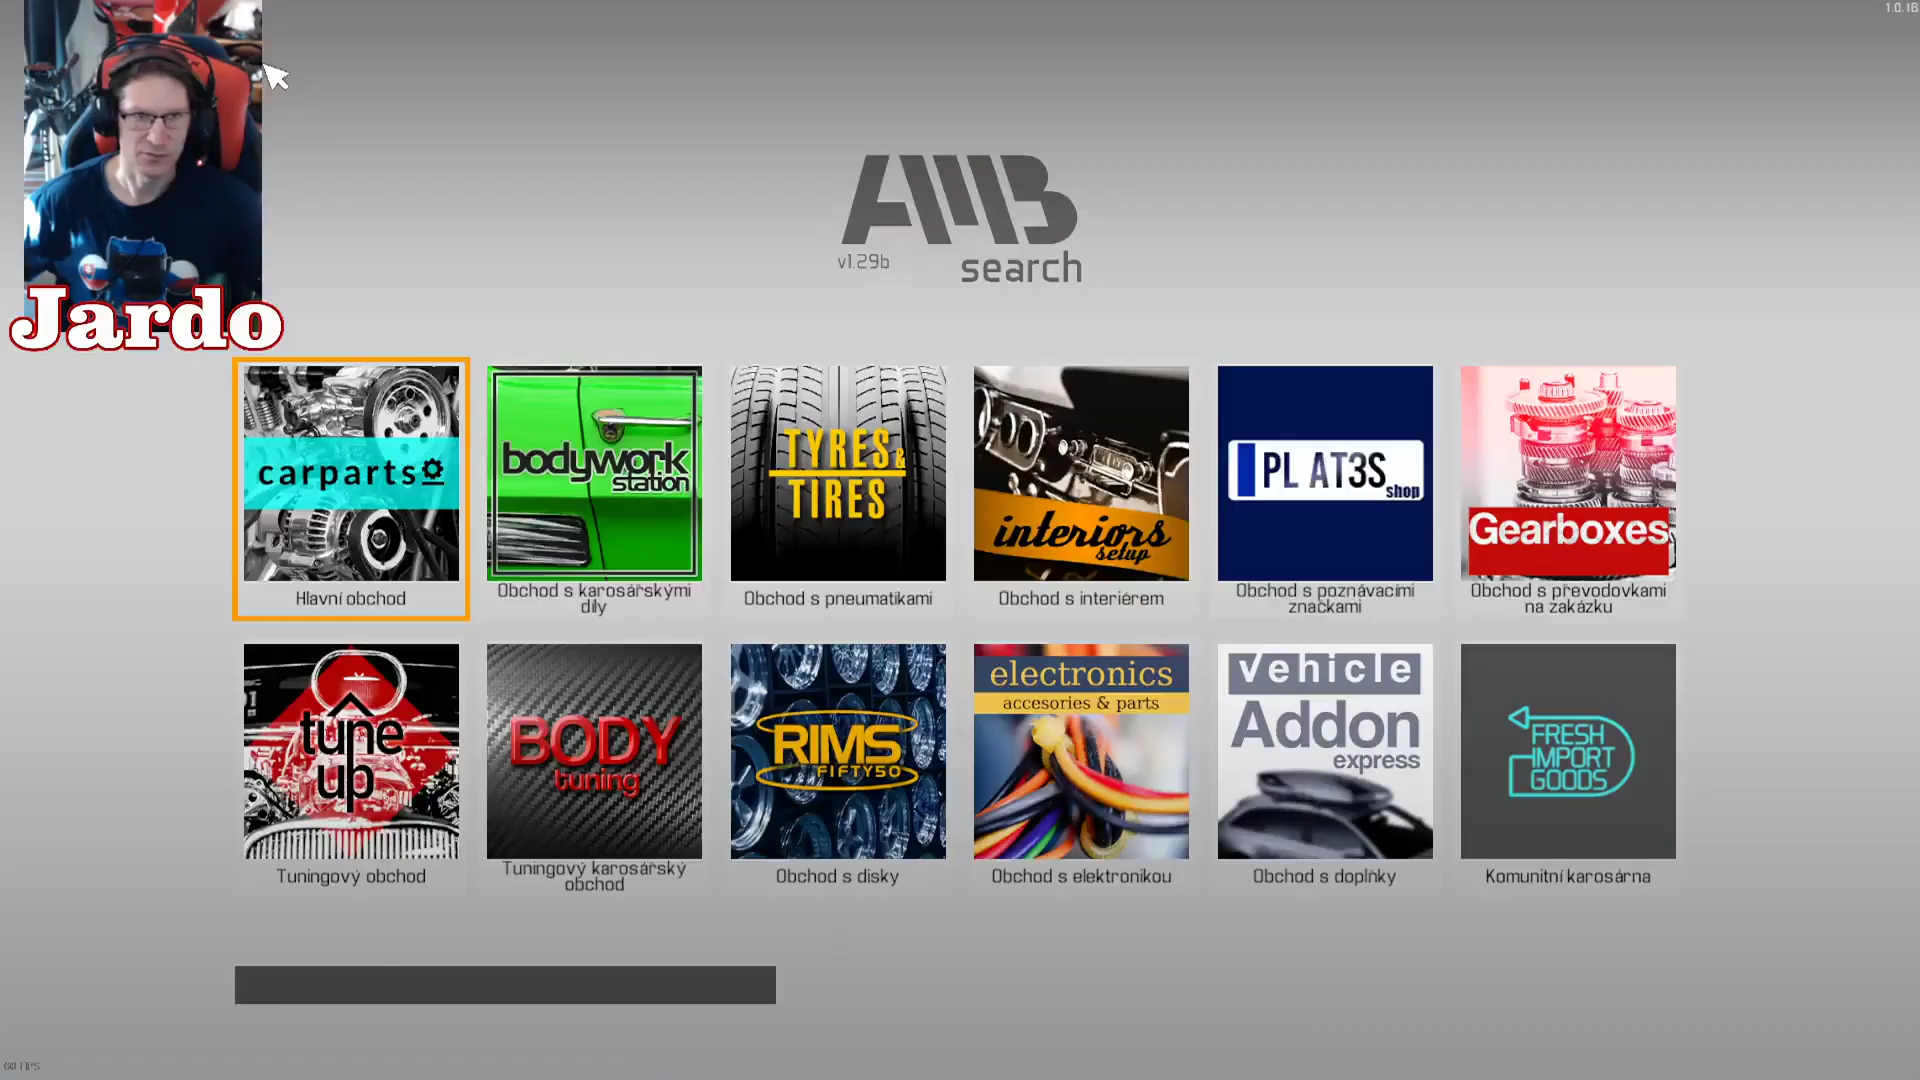 1.0.16
AMB
v1.29b
search
Jardo
carparts
bodywork
station
TYRES &
TIRES
interiors
setup
PL AT3S
shop
Gearboxes
Hlavní obchod
Obchod s karosářskými
díly
Obchod s pneumatikami
Obchod s interiérem
Obchod s poznávacími
značkami
Obchod s převodovkami
na zakázku
tune
up
BODY
tuning
RIMS
FIFTY50
electronics
accesories & parts
vehicle
Addon
express
FRESH
IMPORT
GOODS
Tuningový obchod
Tuningový karosářský
obchod
Obchod s disky
Obchod s elektronikou
Obchod s doplňky
Komunitní karosárna